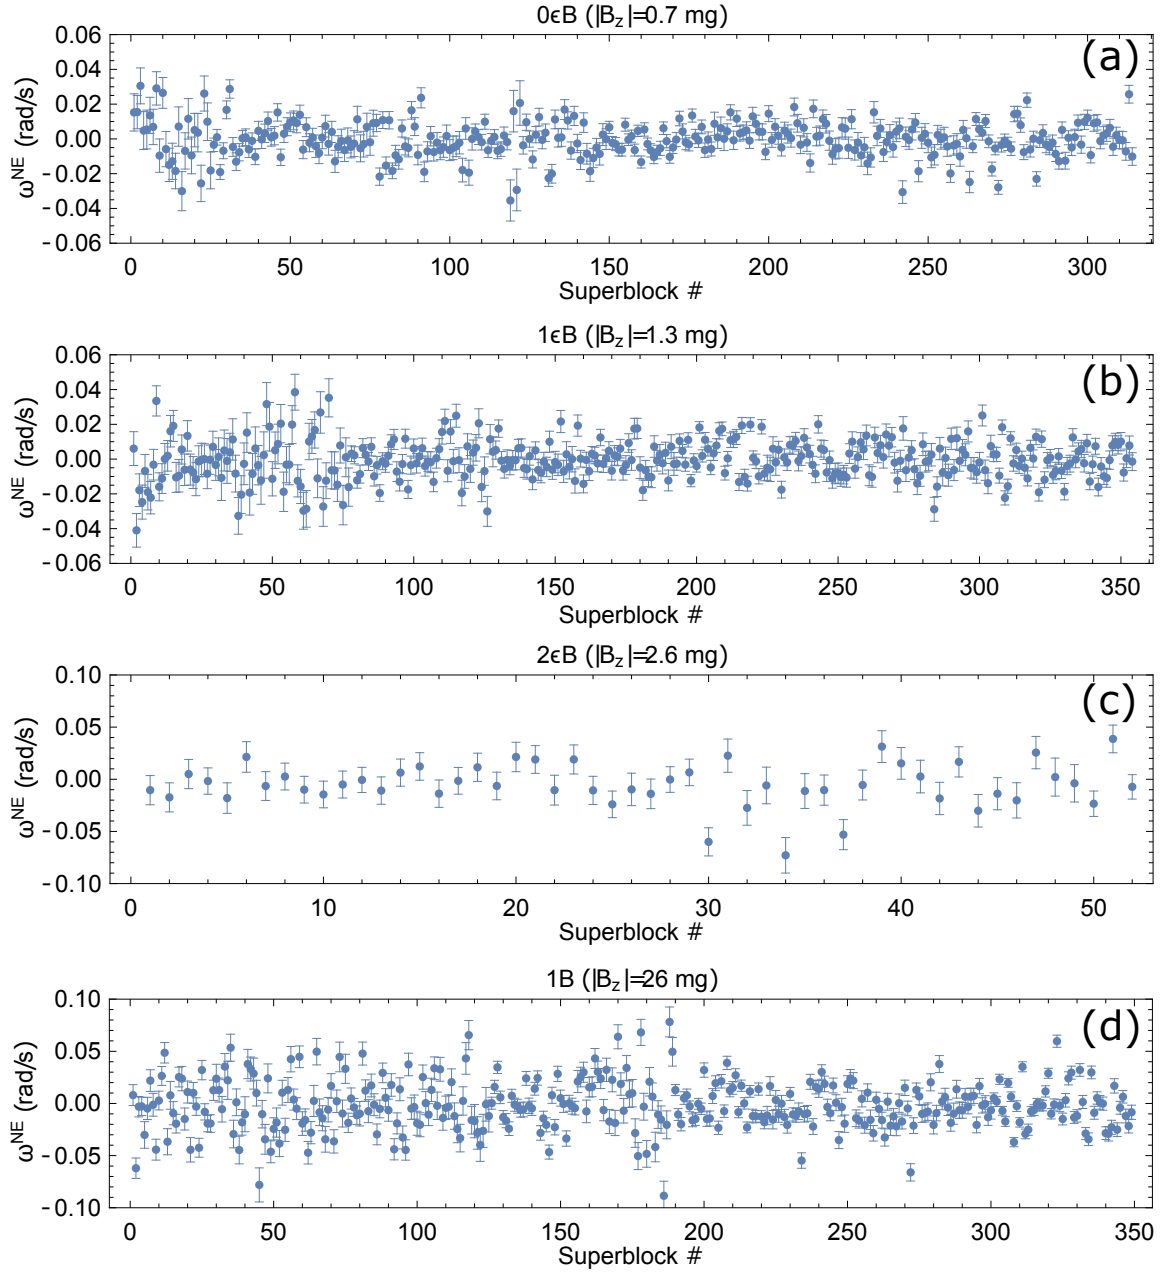 0ϵB (|B_z|=0.7 mg)
(a)
ω^NE (rad/s)
0.06
0.04
0.02
0.00
-0.02
-0.04
-0.06
0 50 100 150 200 250 300
Superblock #
1ϵB (|B_z|=1.3 mg)
(b)
ω^NE (rad/s)
0.06
0.04
0.02
0.00
-0.02
-0.04
-0.06
0 50 100 150 200 250 300 350
Superblock #
2ϵB (|B_z|=2.6 mg)
(c)
ω^NE (rad/s)
0.10
0.05
0.00
-0.05
-0.10
0 10 20 30 40 50
Superblock #
1B (|B_z|=26 mg)
(d)
ω^NE (rad/s)
0.10
0.05
0.00
-0.05
-0.10
0 50 100 150 200 250 300 350
Superblock #